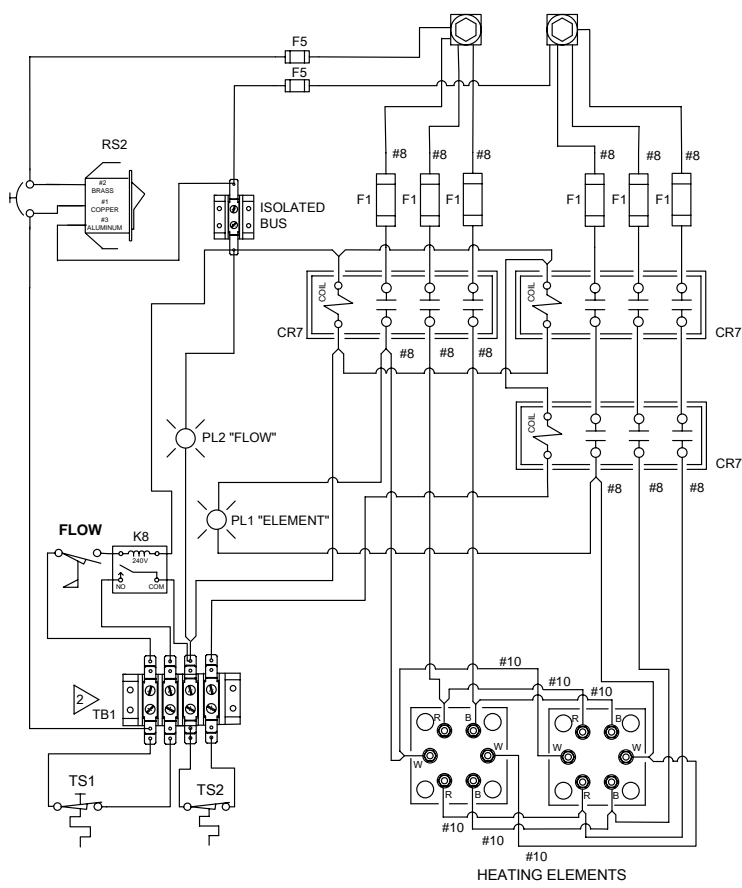 F5
F5
RS2
#2
BRASS
#1
COPPER
#3
ALUMINUM
ISOLATED
BUS
#8
#8
#8
#8
F1
F1
F1
F1
F1
F1
COIL
COIL
CR7
CR7
#8
#8
#8
COIL
CR7
PL2 "FLOW"
#8
#8
#8
PL1 "ELEMENT"
FLOW
K8
240V
NO
COM
2
TB1
TS1
TS2
#10
#10
#10
R
B
R
B
W
W
W
W
R
B
R
B
#10
#10
#10
HEATING ELEMENTS